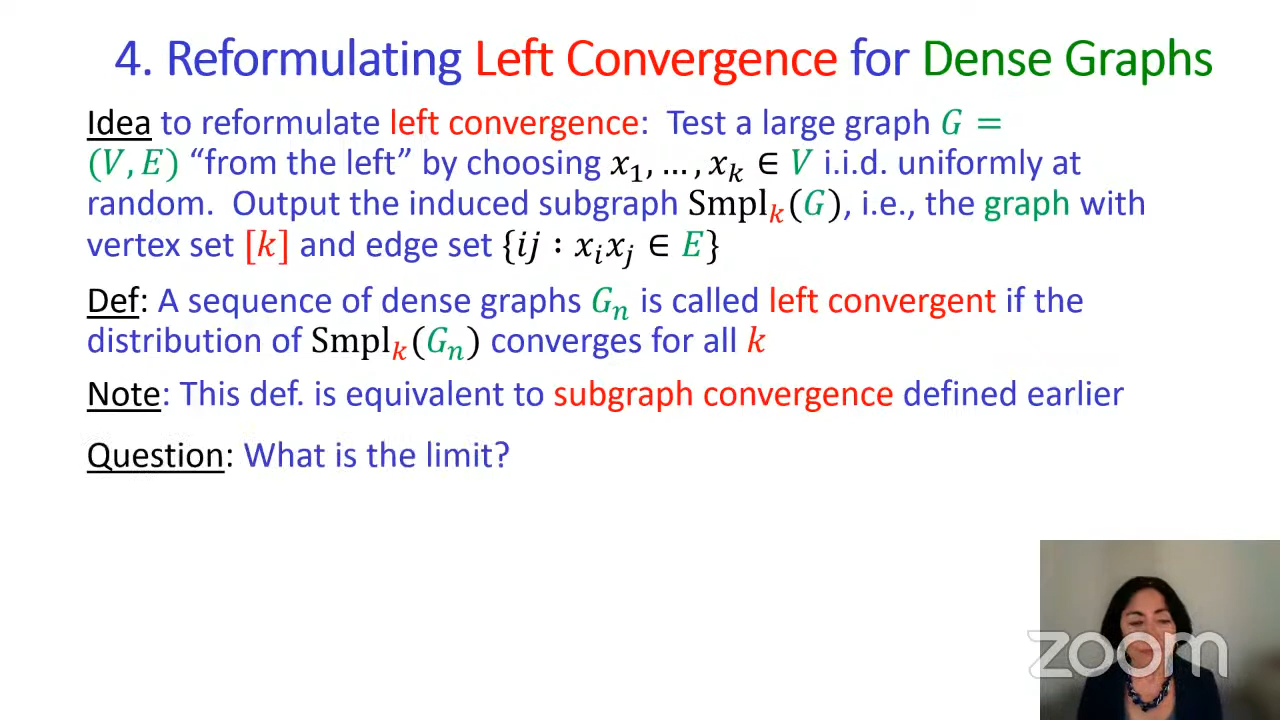 4. Reformulating Left Convergence for Dense Graphs
Idea to reformulate left convergence: Test a large graph G =
(V, E) “from the left” by choosing x₁, …, xₖ ∈ V i.i.d. uniformly at
random. Output the induced subgraph Smplₖ(G), i.e., the graph with
vertex set [k] and edge set {ij : xᵢxⱼ ∈ E}
Def: A sequence of dense graphs Gₙ is called left convergent if the
distribution of Smplₖ(Gₙ) converges for all k
Note: This def. is equivalent to subgraph convergence defined earlier
Question: What is the limit?
zoom